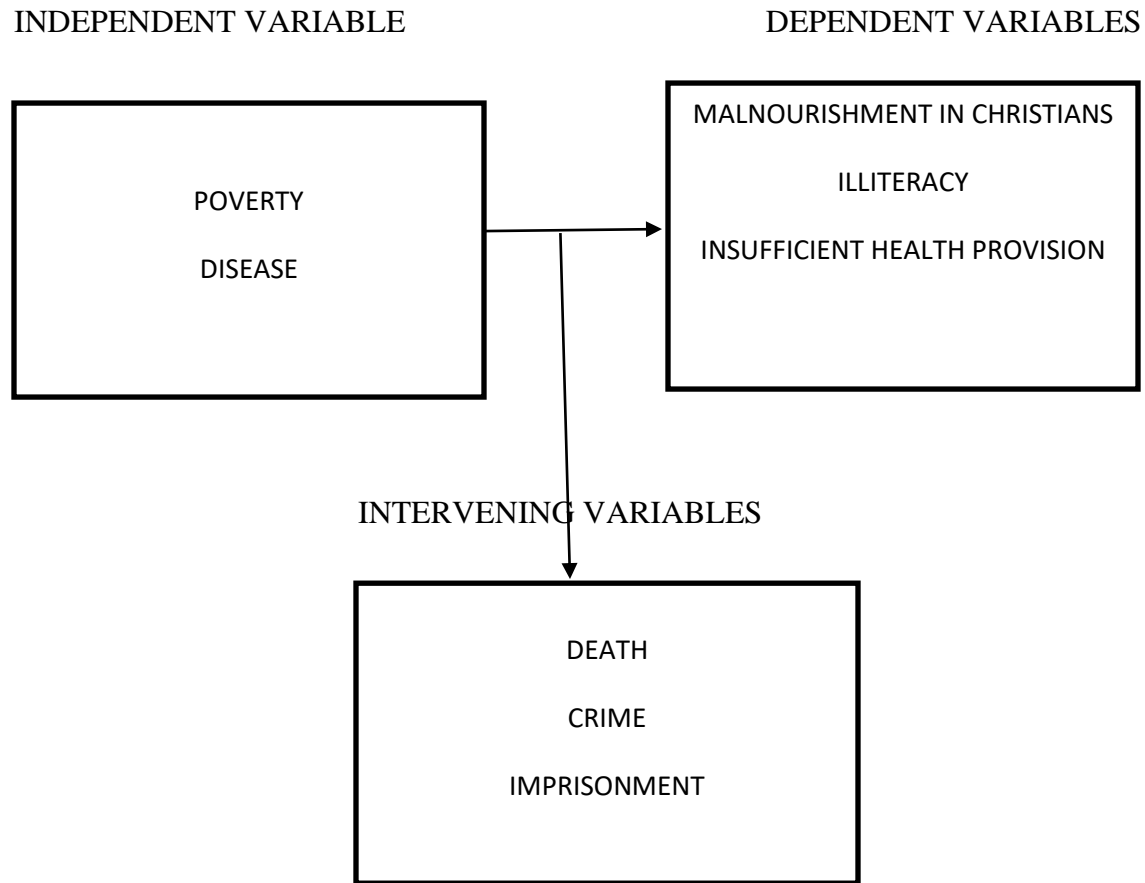 INDEPENDENT VARIABLE
DEPENDENT VARIABLES
POVERTY
DISEASE
MALNOURISHMENT IN CHRISTIANS
ILLITERACY
INSUFFICIENT HEALTH PROVISION
INTERVENING VARIABLES
DEATH
CRIME
IMPRISONMENT